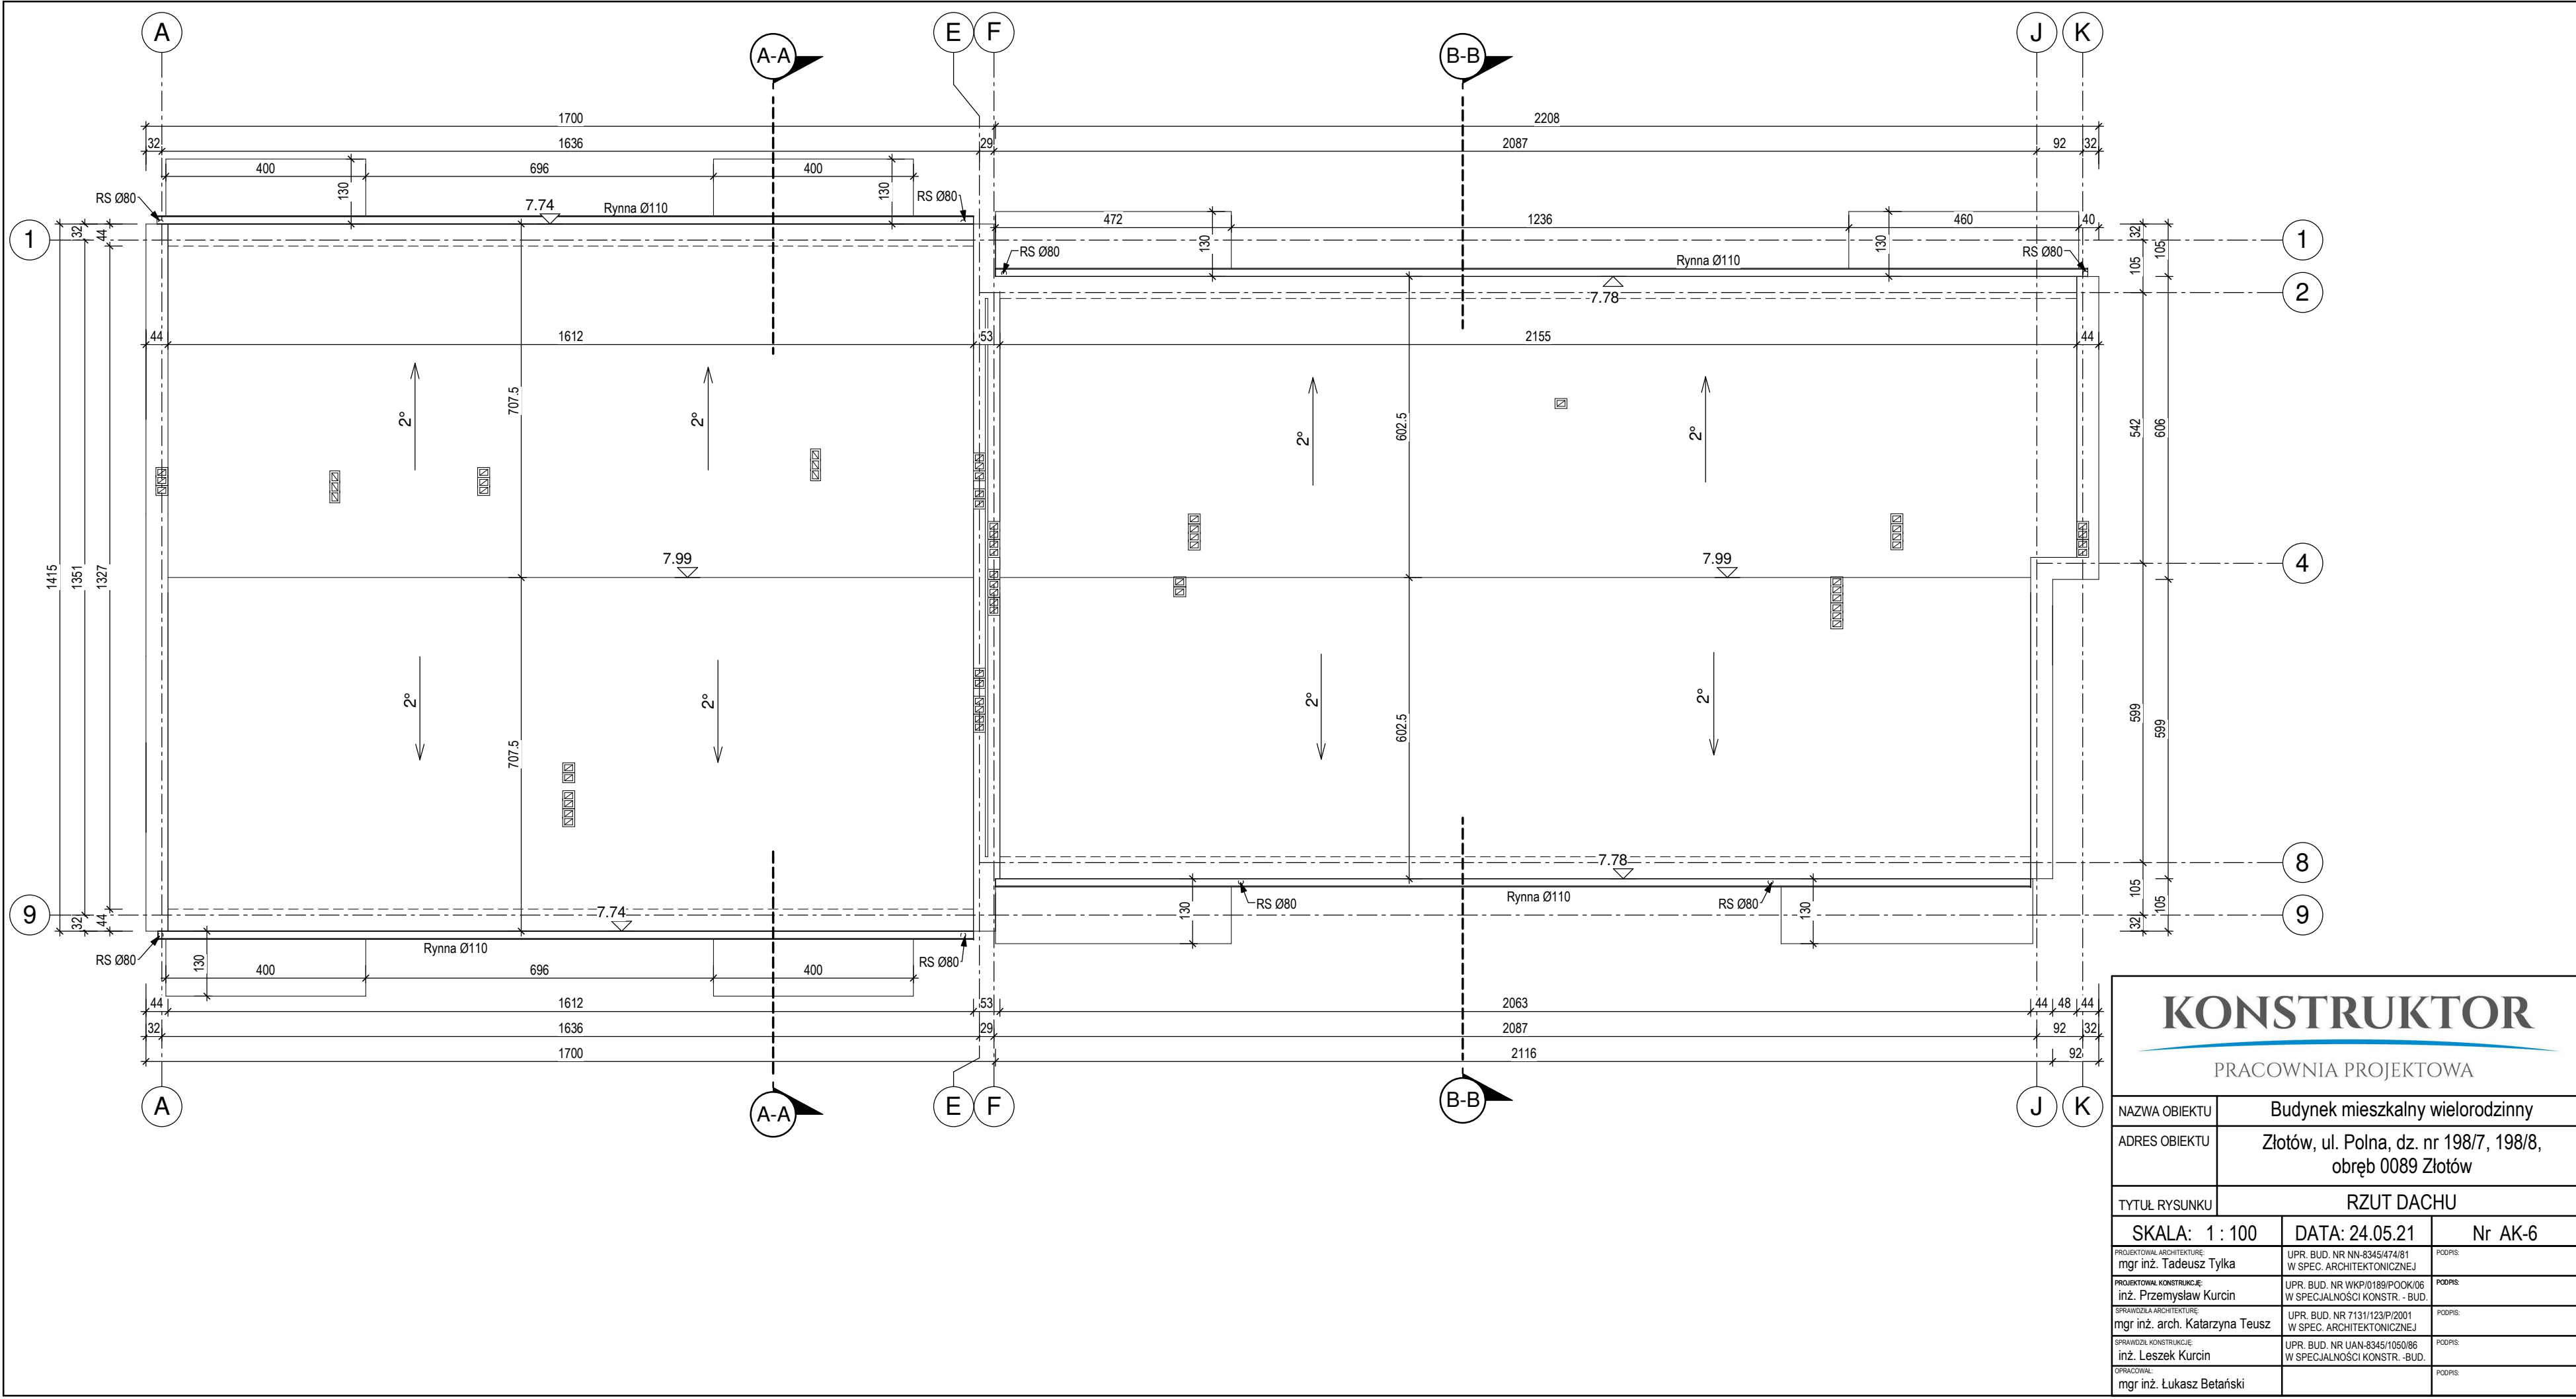 A
E
F
J
K
A-A
B-B
1700
2208
32
1636
29
2087
92
32
400
696
400
130
130
RS Ø80
7.74
Rynna Ø110
RS Ø80
472
1236
460
40
130
130
RS Ø80
Rynna Ø110
RS Ø80
7.78
1
32
44
32
105
105
1
2
44
1612
53
2155
44
707.5
2°
2°
602.5
2°
2°
542
606
7.99
7.99
4
1415
1351
1327
707.5
2°
2°
602.5
2°
2°
599
599
7.78
8
9
32
44
7.74
Rynna Ø110
RS Ø80
RS Ø80
130
400
696
400
130
RS Ø80
Rynna Ø110
RS Ø80
130
105
105
32
9
44
1612
53
2063
44
48
44
32
1636
29
2087
92
32
1700
2116
92
A
A-A
E
F
B-B
J
K
KONSTRUKTOR
PRACOWNIA PROJEKTOWA
NAZWA OBIEKTU
Budynek mieszkalny wielorodzinny
ADRES OBIEKTU
Złotów, ul. Polna, dz. nr 198/7, 198/8,
obręb 0089 Złotów
TYTUŁ RYSUNKU
RZUT DACHU
SKALA: 1 : 100
DATA: 24.05.21
Nr AK-6
PROJEKTOWAŁ ARCHITEKTURĘ:
mgr inż. Tadeusz Tylka
UPR. BUD. NR NN-8345/474/81
W SPEC. ARCHITEKTONICZNEJ
PODPIS:
PROJEKTOWAŁ KONSTRUKCJĘ:
inż. Przemysław Kurcin
UPR. BUD. NR WKP/0189/POOK/06
W SPECJALNOŚCI KONSTR. - BUD.
PODPIS:
SPRAWDZIŁA ARCHITEKTURĘ:
mgr inż. arch. Katarzyna Teusz
UPR. BUD. NR 7131/123/P/2001
W SPEC. ARCHITEKTONICZNEJ
PODPIS:
SPRAWDZIŁ KONSTRUKCJĘ:
inż. Leszek Kurcin
UPR. BUD. NR UAN-8345/1050/86
W SPECJALNOŚCI KONSTR. -BUD.
PODPIS:
OPRACOWAŁ:
mgr inż. Łukasz Betański
PODPIS: